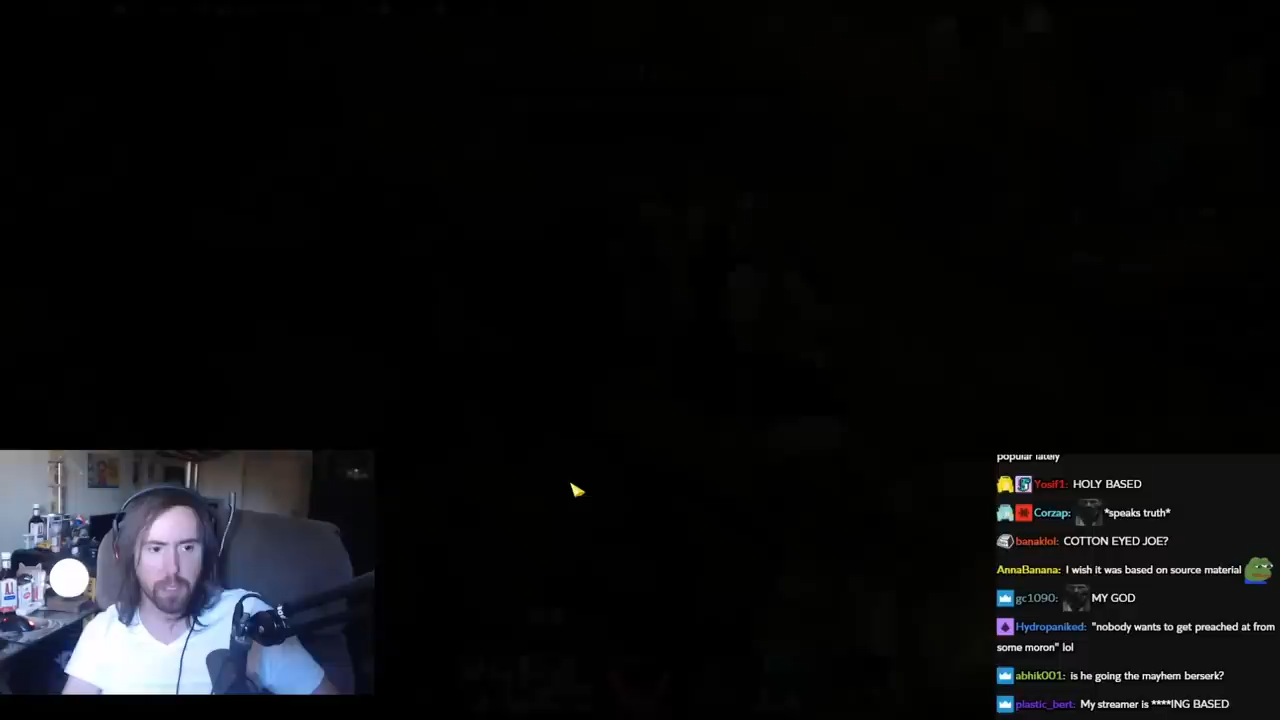 popular lately
Yosif1: HOLY BASED
Corzap: *speaks truth*
banaklol: COTTON EYED JOE?
AnnaBanana: I wish it was based on source material
gc1090: MY GOD
Hydropaniked: "nobody wants to get preached at from
some moron" lol
abhik001: is he going the mayhem berserk?
plastic_bert: My streamer is ****ING BASED